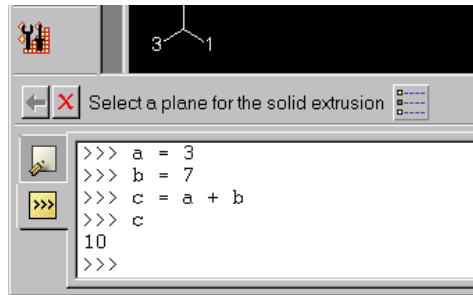 3 1
Select a plane for the solid extrusion
>>> a = 3
>>> b = 7
>>> c = a + b
>>> c
10
>>>
>>>